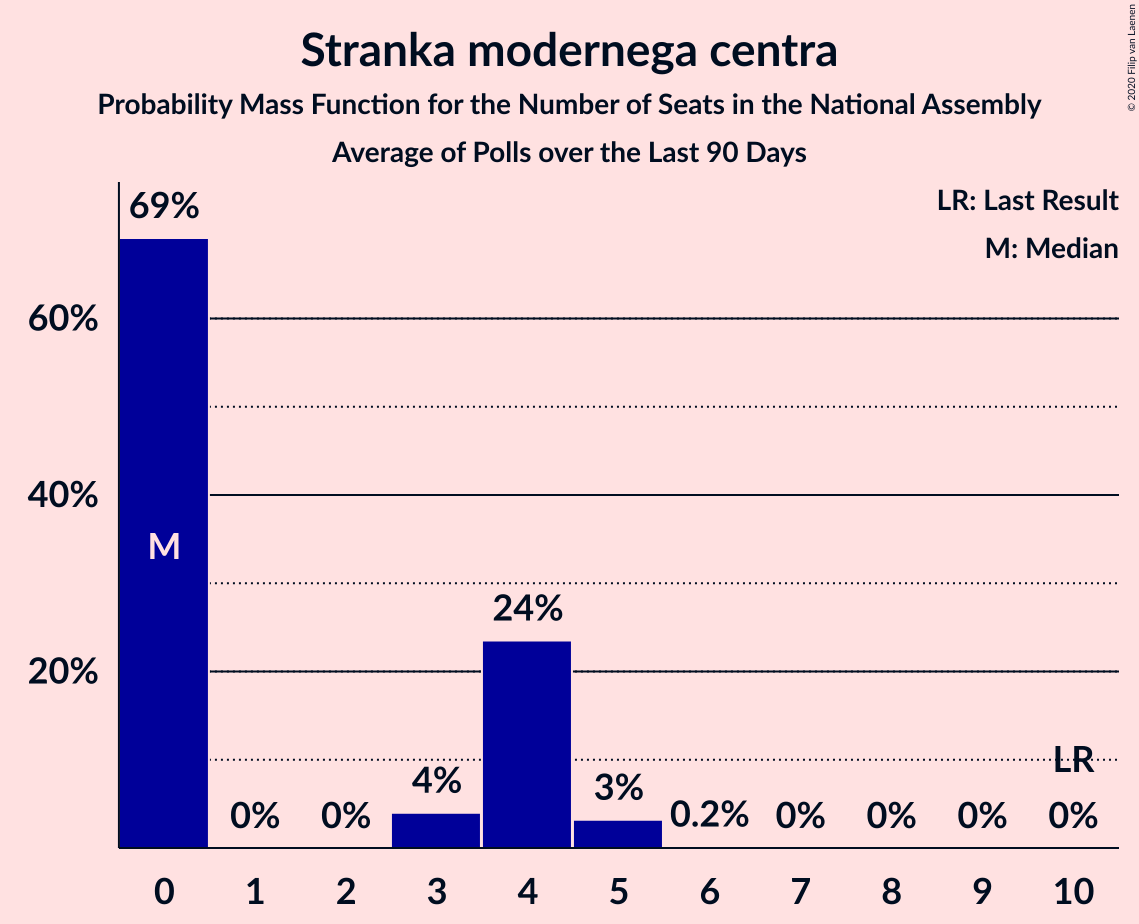 © 2020 Filip van Laenen
Stranka modernega centra
Probability Mass Function for the Number of Seats in the National Assembly
Average of Polls over the Last 90 Days
LR: Last Result
M: Median
69%
60%
40%
M
24%
20%
LR
4%
3%
0%
0%
0.2%
0%
0%
0%
0%
0 1 2 3 4 5 6 7 8 9 10